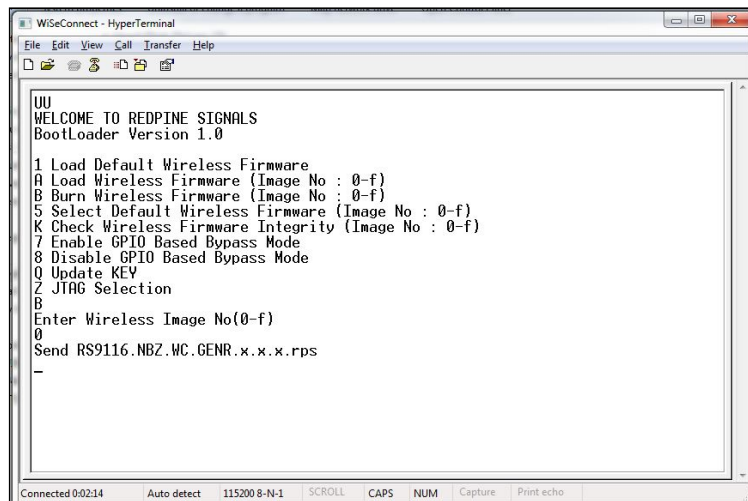 WiSeConnect - HyperTerminal
File Edit View Call Transfer Help
UU
WELCOME TO REDPINE SIGNALS
BootLoader Version 1.0
1 Load Default Wireless Firmware
A Load Wireless Firmware (Image No : 0-f)
B Burn Wireless Firmware (Image No : 0-f)
5 Select Default Wireless Firmware (Image No : 0-f)
K Check Wireless Firmware Integrity (Image No : 0-f)
7 Enable GPIO Based Bypass Mode
8 Disable GPIO Based Bypass Mode
Q Update KEY
Z JTAG Selection
B
Enter Wireless Image No(0-f)
0
Send RS9116.NBZ.WC.GENR.x.x.x.rps
_
Connected 0:02:14 Auto detect 115200 8-N-1 SCROLL CAPS NUM Capture Print echo